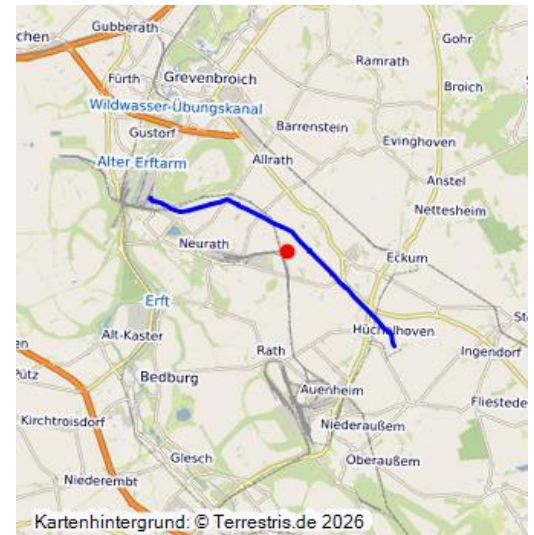 Gubberath
Gohr
chen
Ramrath
Fürth
Grevenbroich
Broich
Wildwasser-Übungskanal
Gustorf
Barrenstein
Evinghoven
Alter Erftarm
Allrath
Anstel
Nettesheim
Neurath
Eckum
Erft
Alt-Kaster
Hüchelhoven
St
en
Rath
Ingendorf
Pütz
Bedburg
Auenheim
Fliestede
Kirchtroisdorf
Niederaußem
Glesch
Oberaußem
Niederembt
Kartenhintergrund: © Terrestris.de 2026